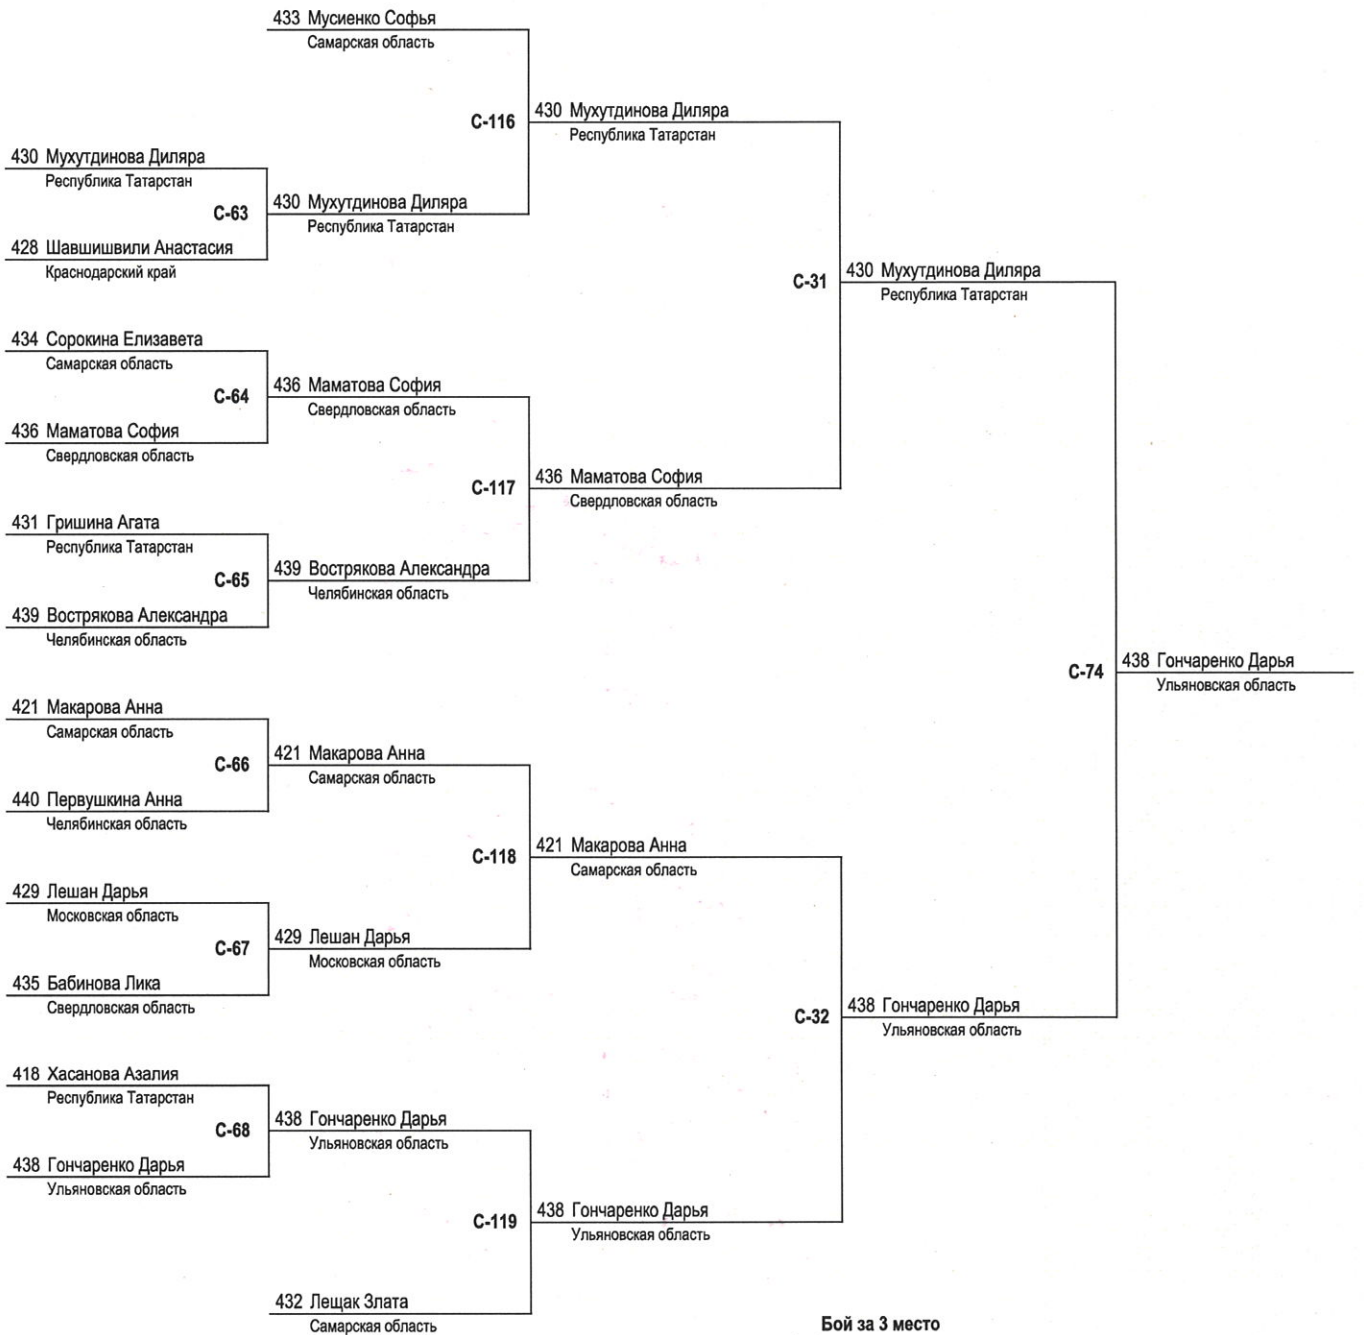 433 Мусиенко Софья
Самарская область
С-116
430 Мухутдинова Диляра
Республика Татарстан
430 Мухутдинова Диляра
Республика Татарстан
С-63
430 Мухутдинова Диляра
Республика Татарстан
428 Шавшишвили Анастасия
Краснодарский край
С-31
430 Мухутдинова Диляра
Республика Татарстан
434 Сорокина Елизавета
Самарская область
С-64
436 Маматова София
Свердловская область
436 Маматова София
Свердловская область
С-117
436 Маматова София
Свердловская область
431 Гришина Агата
Республика Татарстан
С-65
439 Вострякова Александра
Челябинская область
439 Вострякова Александра
Челябинская область
С-74
438 Гончаренко Дарья
Ульяновская область
421 Макарова Анна
Самарская область
С-66
421 Макарова Анна
Самарская область
440 Первушкина Анна
Челябинская область
С-118
421 Макарова Анна
Самарская область
429 Лешан Дарья
Московская область
С-67
429 Лешан Дарья
Московская область
435 Бабинова Лика
Свердловская область
С-32
438 Гончаренко Дарья
Ульяновская область
418 Хасанова Азалия
Республика Татарстан
С-68
438 Гончаренко Дарья
Ульяновская область
438 Гончаренко Дарья
Ульяновская область
С-119
438 Гончаренко Дарья
Ульяновская область
432 Лещак Злата
Самарская область
Бой за 3 место